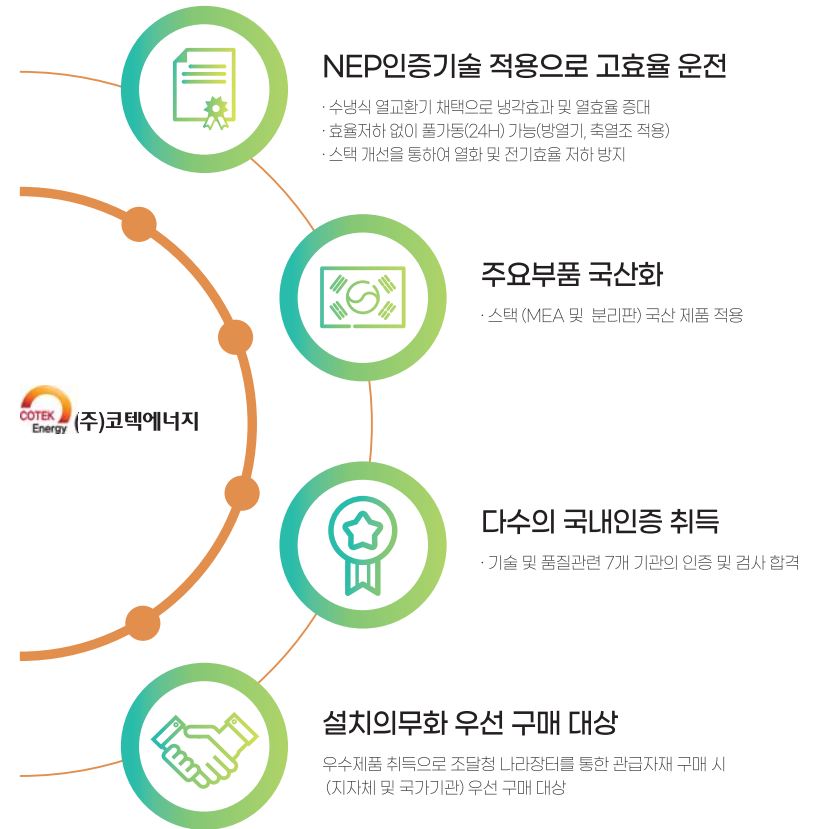 NEP인증기술 적용으로 고효율 운전
· 수냉식 열교환기 채택으로 냉각효과 및 열효율 증대
· 효율저하 없이 풀가동(24H) 가능(방열기, 축열조 적용)
· 스택 개선을 통하여 열화 및 전기효율 저하 방지
주요부품 국산화
· 스택 (MEA 및 분리판) 국산 제품 적용
COTEK
Energy
(주)코텍에너지
다수의 국내인증 취득
· 기술 및 품질관련 7개 기관의 인증 및 검사 합격
설치의무화 우선 구매 대상
우수제품 취득으로 조달청 나라장터를 통한 관급자재 구매 시
(지자체 및 국가기관) 우선 구매 대상